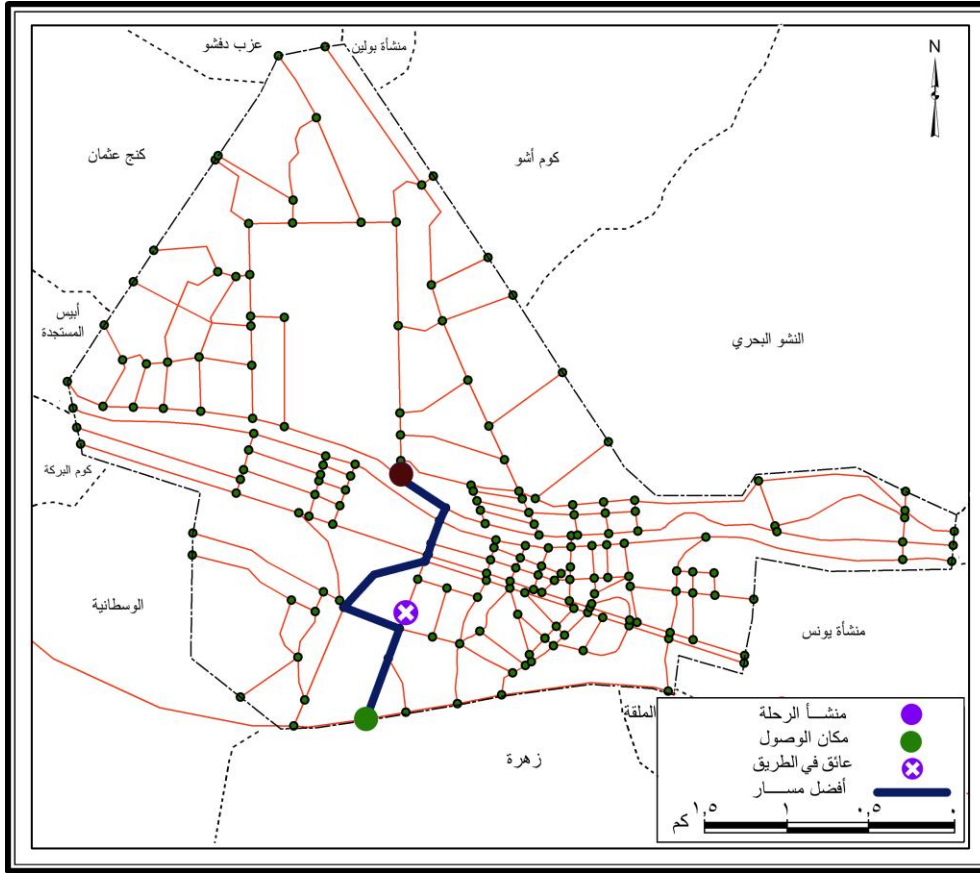 عزب دفشو
منشأة بولين
N
كنج عثمان
كوم أشو
أبيس
المستجدة
النشو البحري
كوم البركة
الوسطانية
منشأة يونس
الملقة
زهرة
منشـــأ الرحلة
مكان الوصول
عائق في الطريق
أفضل مســـار
١,٥ ١ ٠,٥ ٠
كم